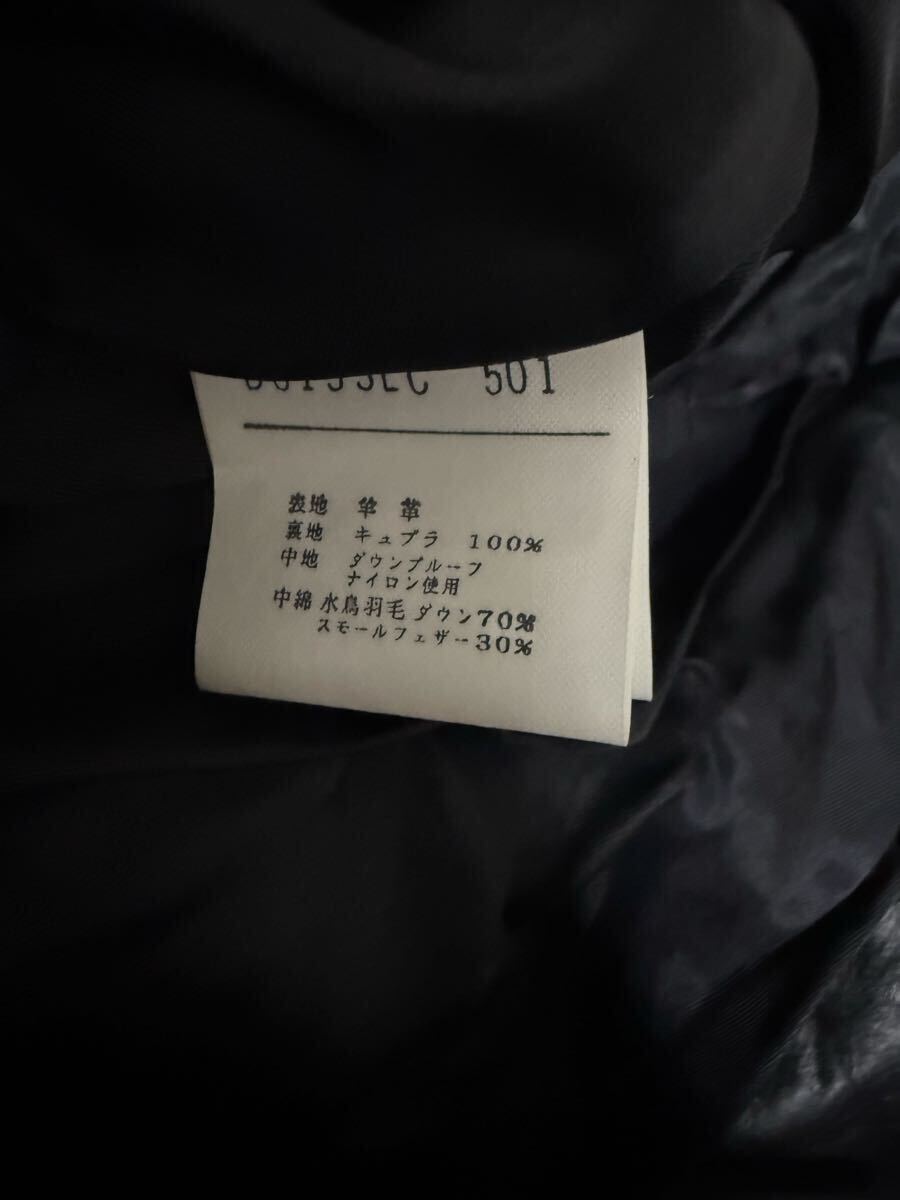 501
表地 羊革
裏地 キュプラ 100%
中地 ダウンプルーフ
ナイロン使用
中綿 水鳥羽毛 ダウン70%
スモールフェザー30%